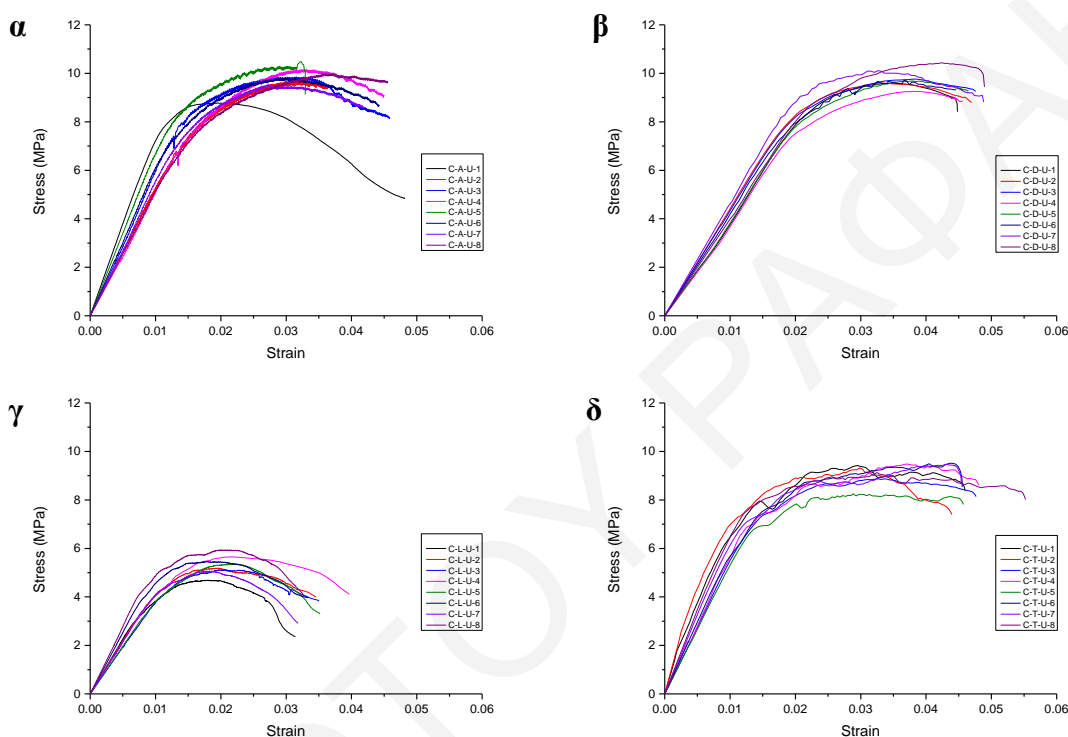 α
12
10
8
6
4
2
0
Stress (MPa)
C-A-U-1
C-A-U-2
C-A-U-3
C-A-U-4
C-A-U-5
C-A-U-6
C-A-U-7
C-A-U-8
0.00 0.01 0.02 0.03 0.04 0.05 0.06
Strain
β
12
10
8
6
4
2
0
Stress (MPa)
C-D-U-1
C-D-U-2
C-D-U-3
C-D-U-4
C-D-U-5
C-D-U-6
C-D-U-7
C-D-U-8
0.00 0.01 0.02 0.03 0.04 0.05 0.06
Strain
γ
12
10
8
6
4
2
0
Stress (MPa)
C-L-U-1
C-L-U-2
C-L-U-3
C-L-U-4
C-L-U-5
C-L-U-6
C-L-U-7
C-L-U-8
0.00 0.01 0.02 0.03 0.04 0.05 0.06
Strain
δ
12
10
8
6
4
2
0
Stress (MPa)
C-T-U-1
C-T-U-2
C-T-U-3
C-T-U-4
C-T-U-5
C-T-U-6
C-T-U-7
C-T-U-8
0.00 0.01 0.02 0.03 0.04 0.05 0.06
Strain